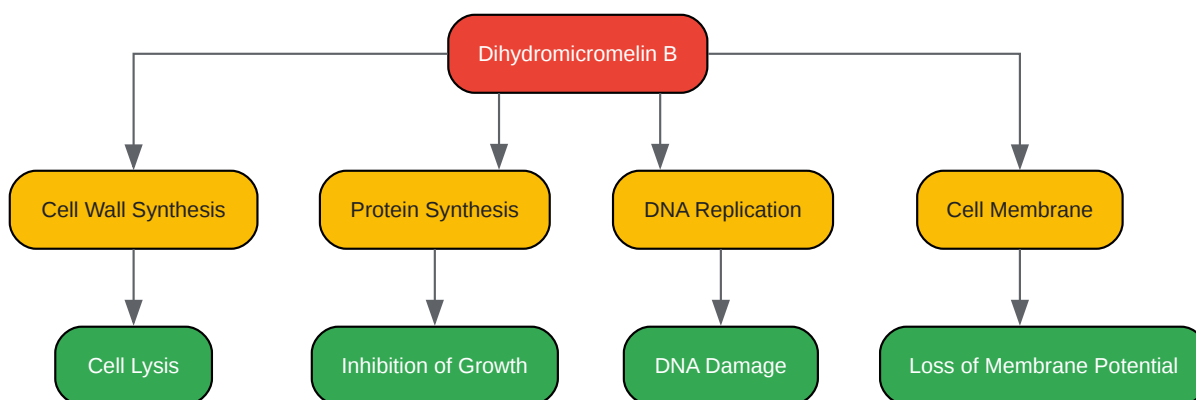 Dihydromicromelin B
Cell Wall Synthesis
Protein Synthesis
DNA Replication
Cell Membrane
Cell Lysis
Inhibition of Growth
DNA Damage
Loss of Membrane Potential